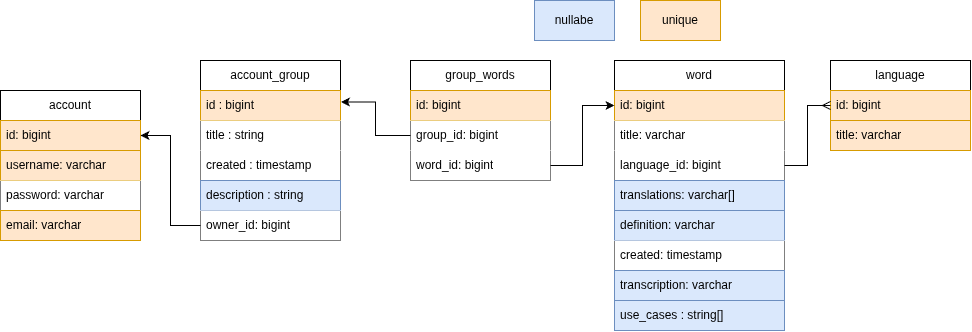 nullabe
unique
account
id: bigint
username: varchar
password: varchar
email: varchar
account_group
id : bigint
title : string
created : timestamp
description : string
owner_id: bigint
group_words
id: bigint
group_id: bigint
word_id: bigint
word
id: bigint
title: varchar
language_id: bigint
translations: varchar[]
definition: varchar
created: timestamp
transcription: varchar
use_cases : string[]
language
id: bigint
title: varchar